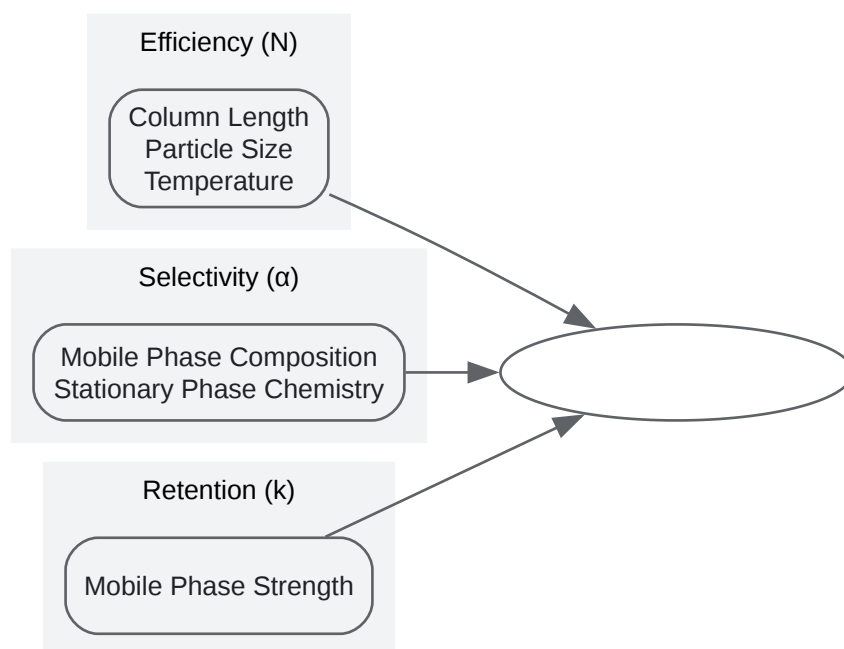 Efficiency (N)
Column Length
Particle Size
Temperature
Selectivity (α)
Mobile Phase Composition
Stationary Phase Chemistry
Retention (k)
Mobile Phase Strength